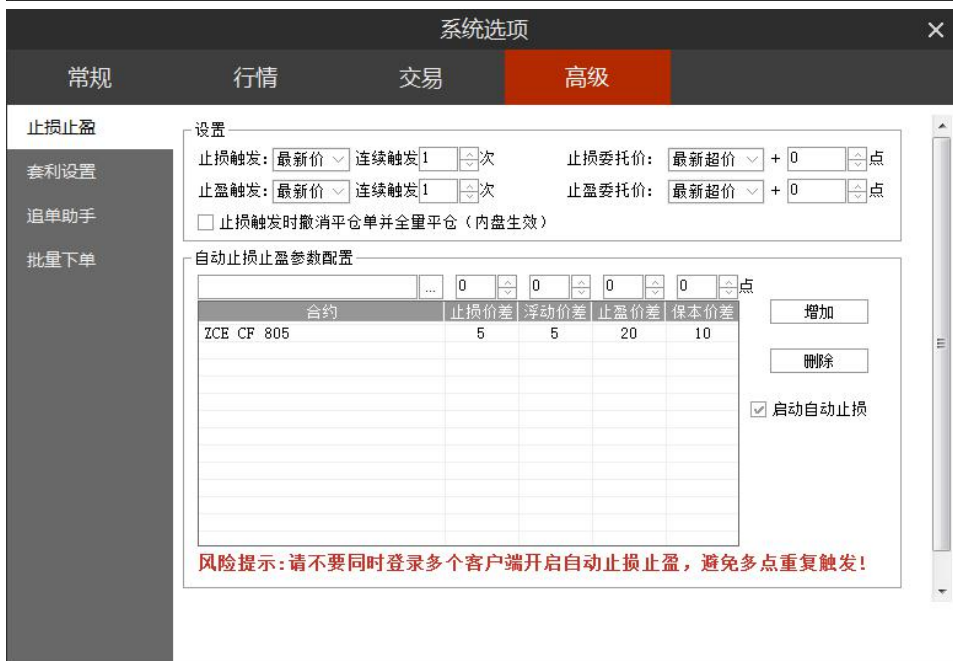 系统选项
常规 行情 交易 高级
止损止盈
套利设置
追单助手
批量下单
设置
止损触发: 最新价 连续触发 1 次 止损委托价: 最新超价 + 0 点
止盈触发: 最新价 连续触发 1 次 止盈委托价: 最新超价 + 0 点
止损触发时撤消平仓单并全量平仓（内盘生效）
自动止损止盈参数配置
... 0 0 0 0 点
合约 止损价差 浮动价差 止盈价差 保本价差
ZCE CF 805 5 5 20 10
增加
删除
启动自动止损
风险提示:请不要同时登录多个客户端开启自动止损止盈，避免多点重复触发!